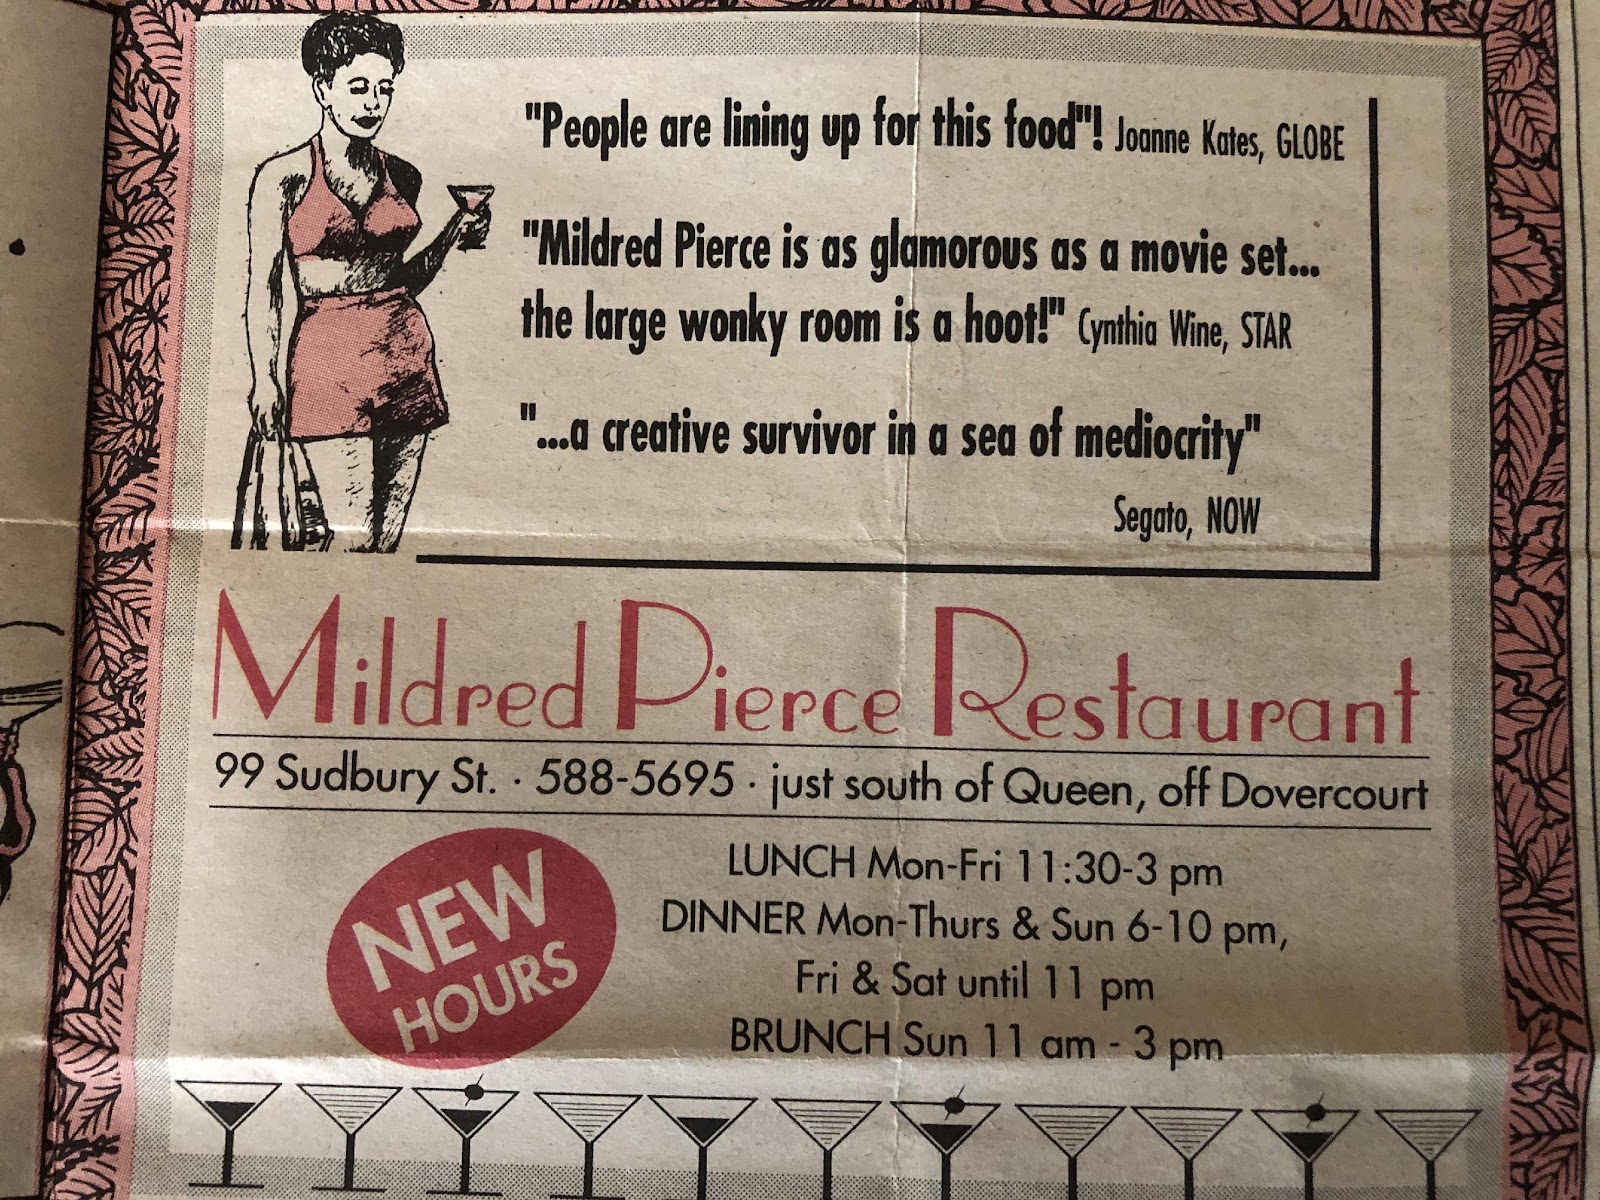 "People are lining up for this food"! Joanne Kates, GLOBE
"Mildred Pierce is as glamorous as a movie set...
the large wonky room is a hoot!" Cynthia Wine, STAR
"...a creative survivor in a sea of mediocrity"
Segato, NOW
Mildred Pierce Restaurant
99 Sudbury St. · 588-5695 · just south of Queen, off Dovercourt
NEW
HOURS
LUNCH Mon-Fri 11:30-3 pm
DINNER Mon-Thurs & Sun 6-10 pm,
Fri & Sat until 11 pm
BRUNCH Sun 11 am - 3 pm